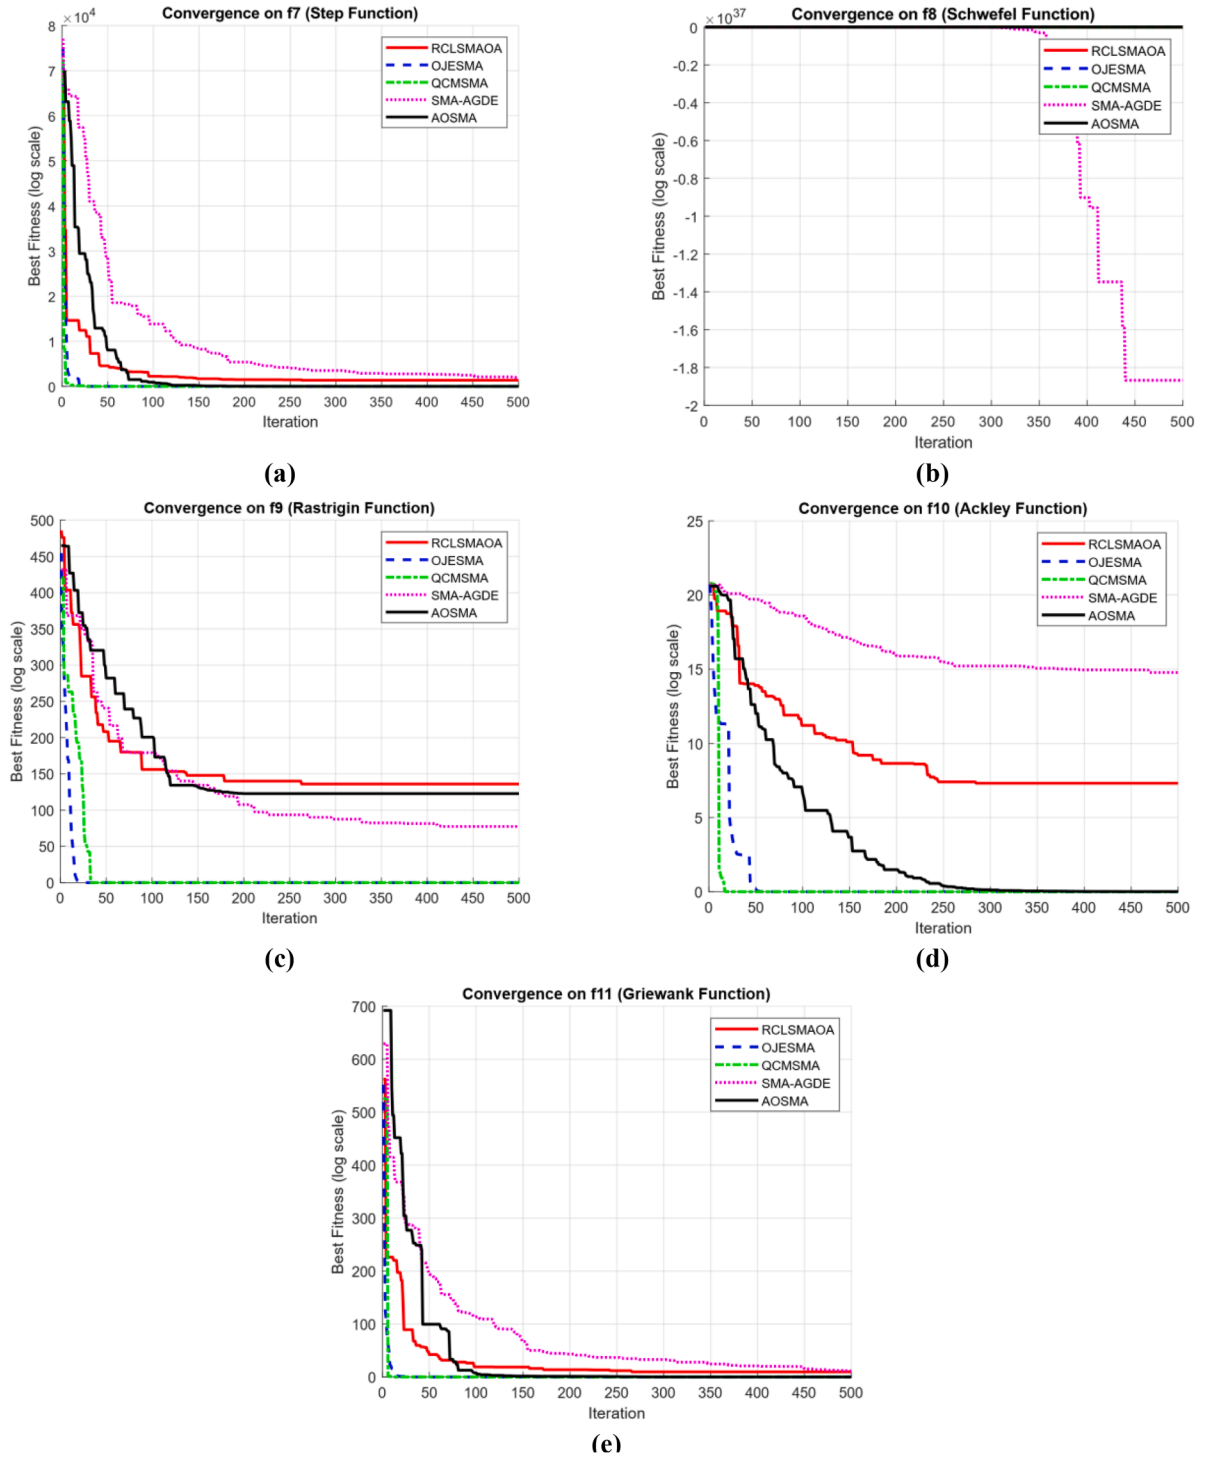 Convergence on f7 (Step Function)
×10^4
8
7
6
5
4
3
2
1
0
Best Fitness (log scale)
RCLSMAOA
OJESMA
QCMSMA
SMA-AGDE
AOSMA
0 50 100 150 200 250 300 350 400 450 500
Iteration
(a)
Convergence on f8 (Schwefel Function)
×10^37
0
-0.2
-0.4
-0.6
-0.8
-1
-1.2
-1.4
-1.6
-1.8
-2
Best Fitness (log scale)
RCLSMAOA
OJESMA
QCMSMA
SMA-AGDE
AOSMA
0 50 100 150 200 250 300 350 400 450 500
Iteration
(b)
Convergence on f9 (Rastrigin Function)
500
450
400
350
300
250
200
150
100
50
0
Best Fitness (log scale)
RCLSMAOA
OJESMA
QCMSMA
SMA-AGDE
AOSMA
0 50 100 150 200 250 300 350 400 450 500
Iteration
(c)
Convergence on f10 (Ackley Function)
25
20
15
10
5
0
Best Fitness (log scale)
RCLSMAOA
OJESMA
QCMSMA
SMA-AGDE
AOSMA
0 50 100 150 200 250 300 350 400 450 500
Iteration
(d)
Convergence on f11 (Griewank Function)
700
600
500
400
300
200
100
0
Best Fitness (log scale)
RCLSMAOA
OJESMA
QCMSMA
SMA-AGDE
AOSMA
0 50 100 150 200 250 300 350 400 450 500
Iteration
(e)